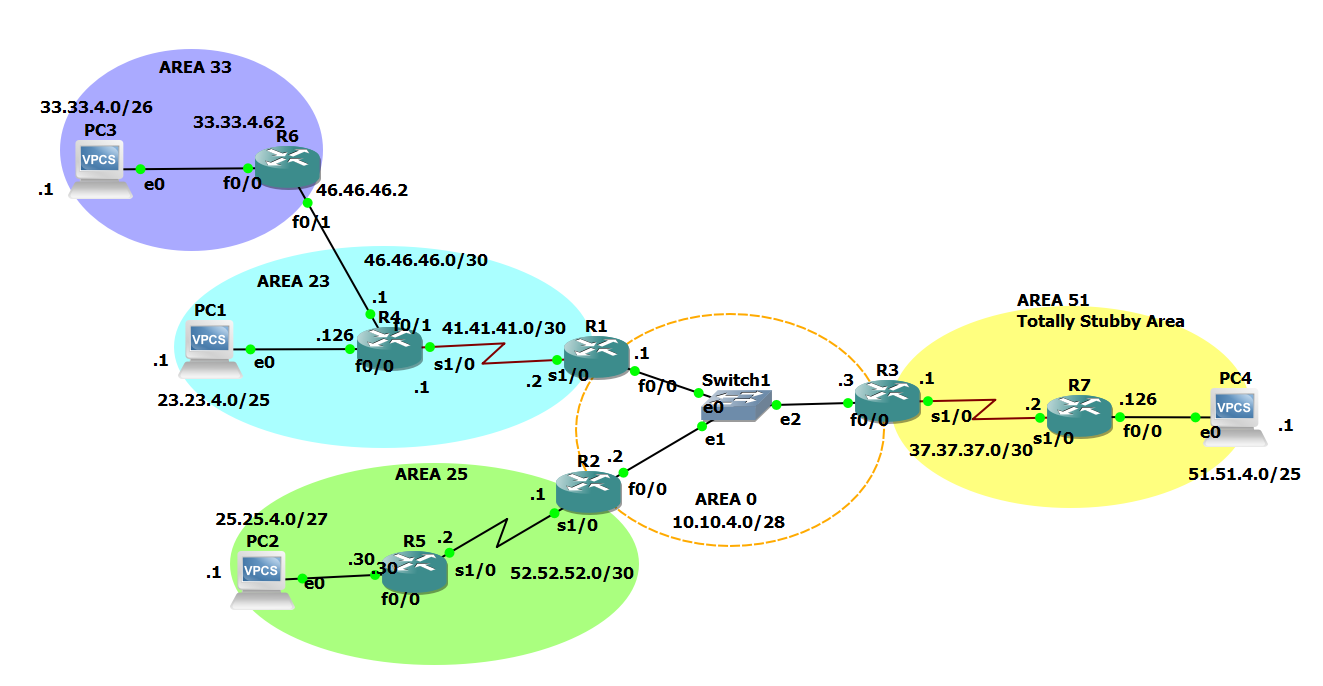 AREA 33
33.33.4.0/26
PC3
33.33.4.62
R6
VPCS
.1
e0
f0/0
46.46.46.2
f0/1
46.46.46.0/30
AREA 23
.1
PC1
R4
f0/1
41.41.41.0/30
R1
VPCS
.126
.1
e0
f0/0
s1/0
.1
.2
s1/0
.1
f0/0
23.23.4.0/25
Switch1
e0
e1
e2
.3
R3
f0/0
.1
s1/0
AREA 51
Totally Stubby Area
R7
.2
s1/0
.126
f0/0
PC4
VPCS
e0
.1
37.37.37.0/30
51.51.4.0/25
AREA 25
R2
.2
f0/0
.1
s1/0
AREA 0
10.10.4.0/28
25.25.4.0/27
PC2
VPCS
.1
e0
.30
.30
R5
f0/0
.2
s1/0
52.52.52.0/30